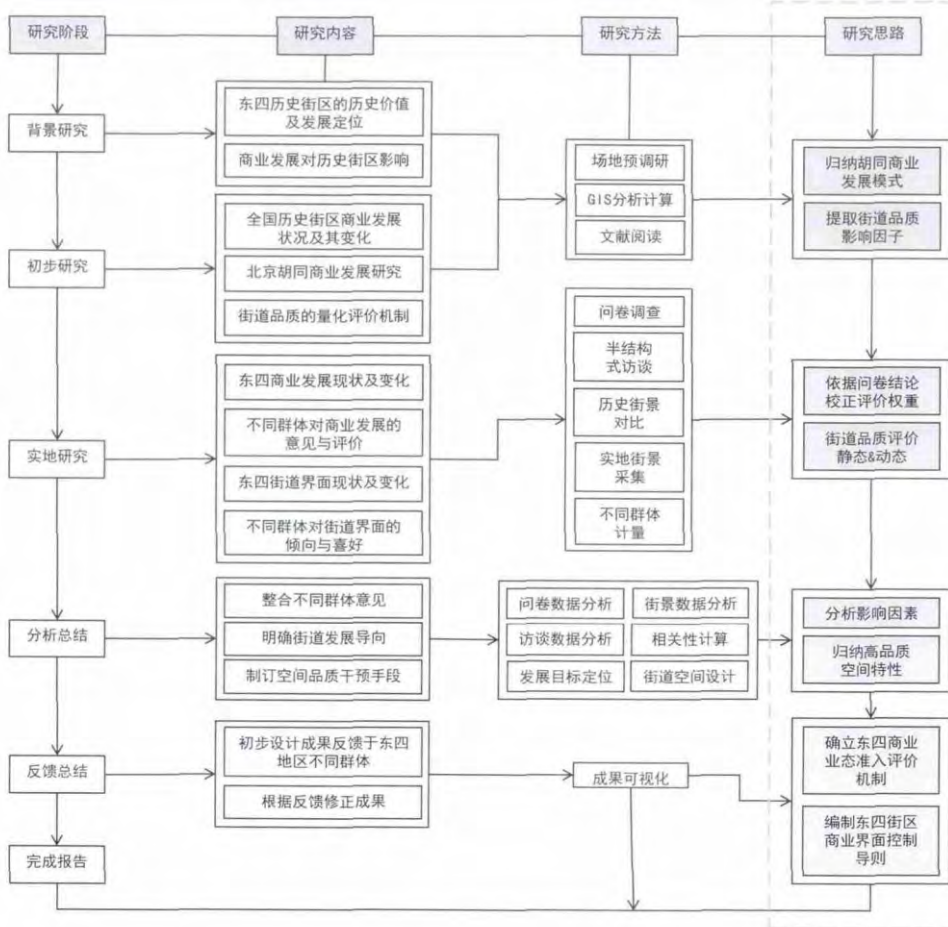 研究阶段
研究内容
研究方法
研究思路
背景研究
东四历史街区的历史价值
及发展定位
商业发展对历史街区影响
场地预调研
GIS分析计算
文献阅读
归纳胡同商业
发展模式
提取街道品质
影响因子
初步研究
全国历史街区商业发展
状况及其变化
北京胡同商业发展研究
街道品质的量化评价机制
实地研究
东四商业发展现状及变化
不同群体对商业发展的
意见与评价
东四街道界面现状及变化
不同群体对街道界面的
倾向与喜好
问卷调查
半结构
式访谈
历史街景
对比
实地街景
采集
不同群体
计量
依据问卷结论
校正评价权重
街道品质评价
静态&动态
分析总结
整合不同群体意见
明确街道发展导向
制订空间品质干预手段
问卷数据分析
街景数据分析
访谈数据分析
相关性计算
发展目标定位
街道空间设计
分析影响因素
归纳高品质
空间特性
反馈总结
初步设计成果反馈于东四
地区不同群体
根据反馈修正成果
成果可视化
确立东四商业
业态准入评价
机制
编制东四街区
商业界面控制
导则
完成报告